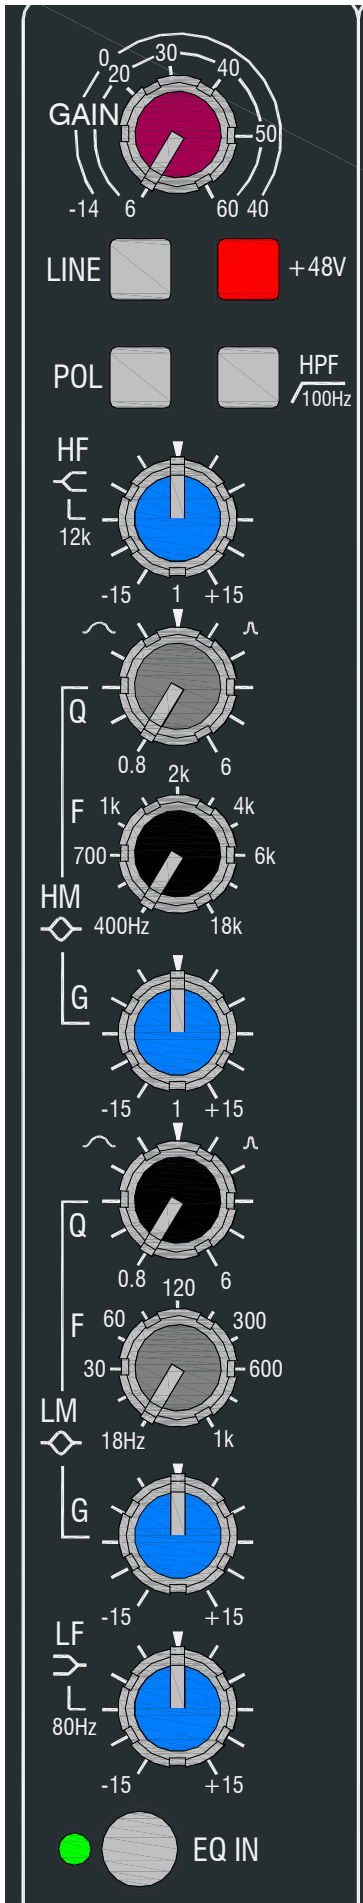 0 20 30 40
GAIN 50
-14 6 60 40
LINE +48V
POL HPF
100Hz
HF
12k
-15 1 +15
Q
0.8 6
2k
F 1k 4k
700 6k
HM
400Hz 18k
G
-15 1 +15
Q
0.8 6
120
F 60 300
30 600
LM
18Hz 1k
G
-15 +15
LF
80Hz
-15 +15
EQ IN